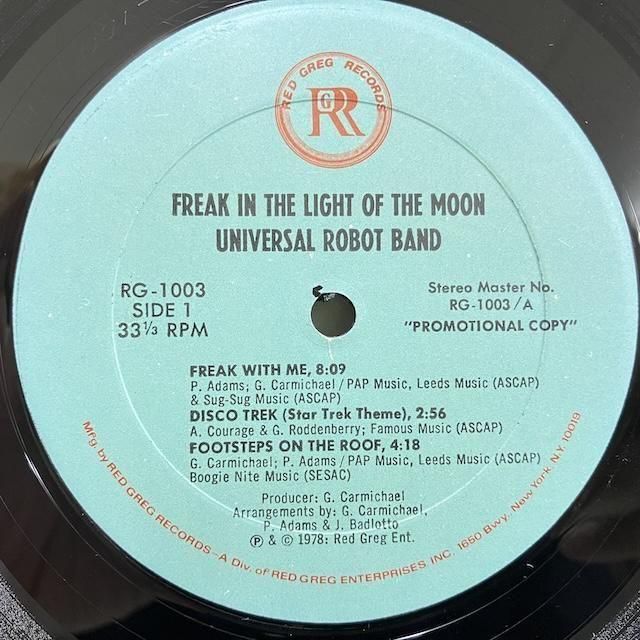 RED GREG RECORDS
RGR
FREAK IN THE LIGHT OF THE MOON
UNIVERSAL ROBOT BAND
RG-1003
SIDE 1
33⅓ RPM
Stereo Master No.
RG-1003/A
"PROMOTIONAL COPY"
FREAK WITH ME, 8:09
P. Adams; G. Carmichael/PAP Music, Leeds Music (ASCAP)
& Sug-Sug Music (ASCAP)
DISCO TREK (Star Trek Theme), 2:56
A. Courage & G. Roddenberry; Famous Music (ASCAP)
FOOTSTEPS ON THE ROOF, 4:18
G. Carmichael; P. Adams/PAP Music, Leeds Music (ASCAP)
Boogie Nite Music (SESAC)
Producer: G. Carmichael
Arrangements by: G. Carmichael,
P. Adams & J. Badlotto
℗ & © 1978: Red Greg Ent.
Mfg. by RED GREG RECORDS–A Div. of RED GREG ENTERPRISES, INC. 1650 Bwy. New York, N.Y. 10019